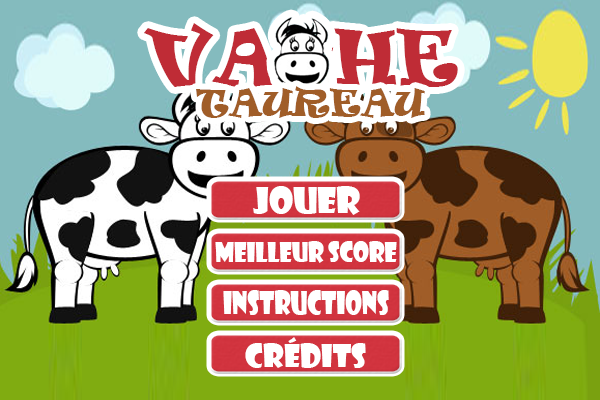 VACHE
TAUREAU
JOUER
MEILLEUR SCORE
INSTRUCTIONS
CRÉDITS